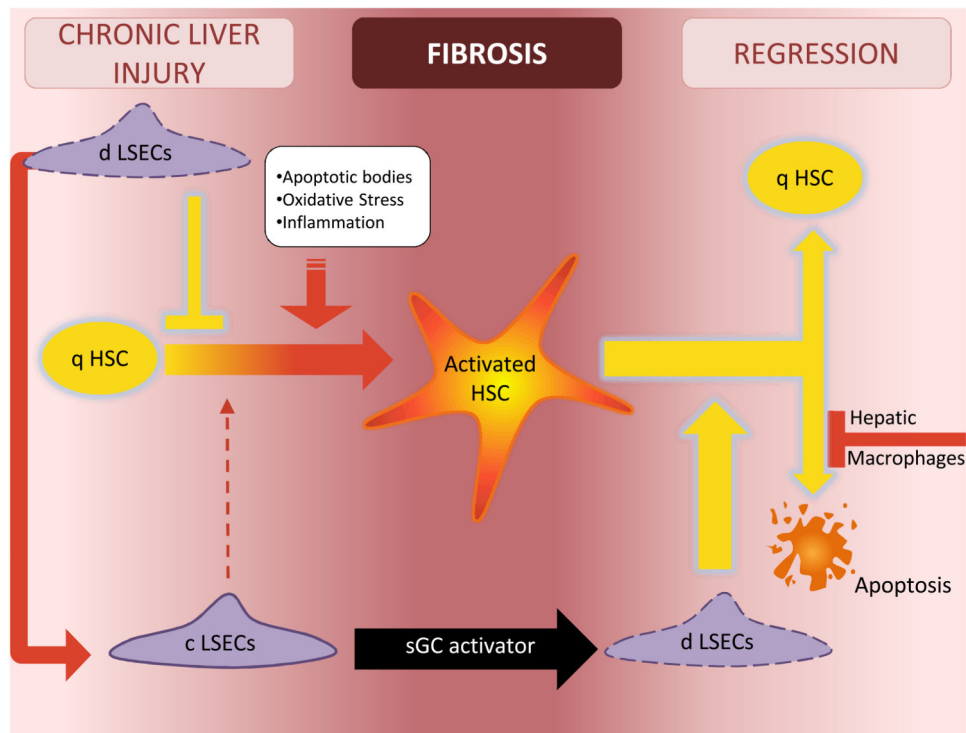 CHRONIC LIVER
INJURY
FIBROSIS
REGRESSION
d LSECs
•Apoptotic bodies
•Oxidative Stress
•Inflammation
q HSC
q HSC
Activated
HSC
Hepatic
Macrophages
Apoptosis
c LSECs
sGC activator
d LSECs